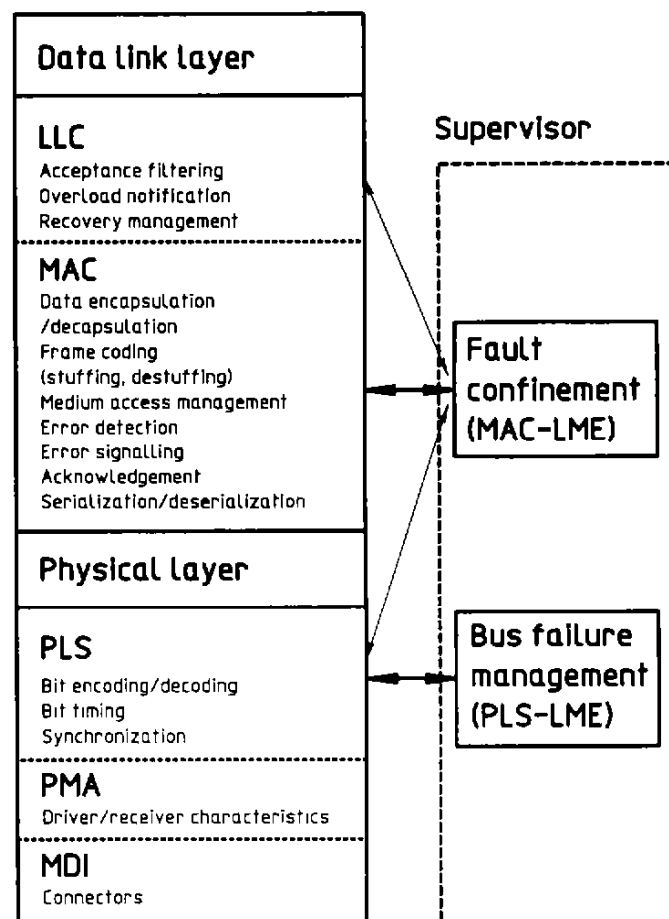 Data link layer
LLC
Acceptance filtering
Overload notification
Recovery management
MAC
Data encapsulation
/decapsulation
Frame coding
(stuffing, destuffing)
Medium access management
Error detection
Error signalling
Acknowledgement
Serialization/deserialization
Physical layer
PLS
Bit encoding/decoding
Bit timing
Synchronization
PMA
Driver/receiver characteristics
MDI
Connectors
Supervisor
Fault
confinement
(MAC-LME)
Bus failure
management
(PLS-LME)